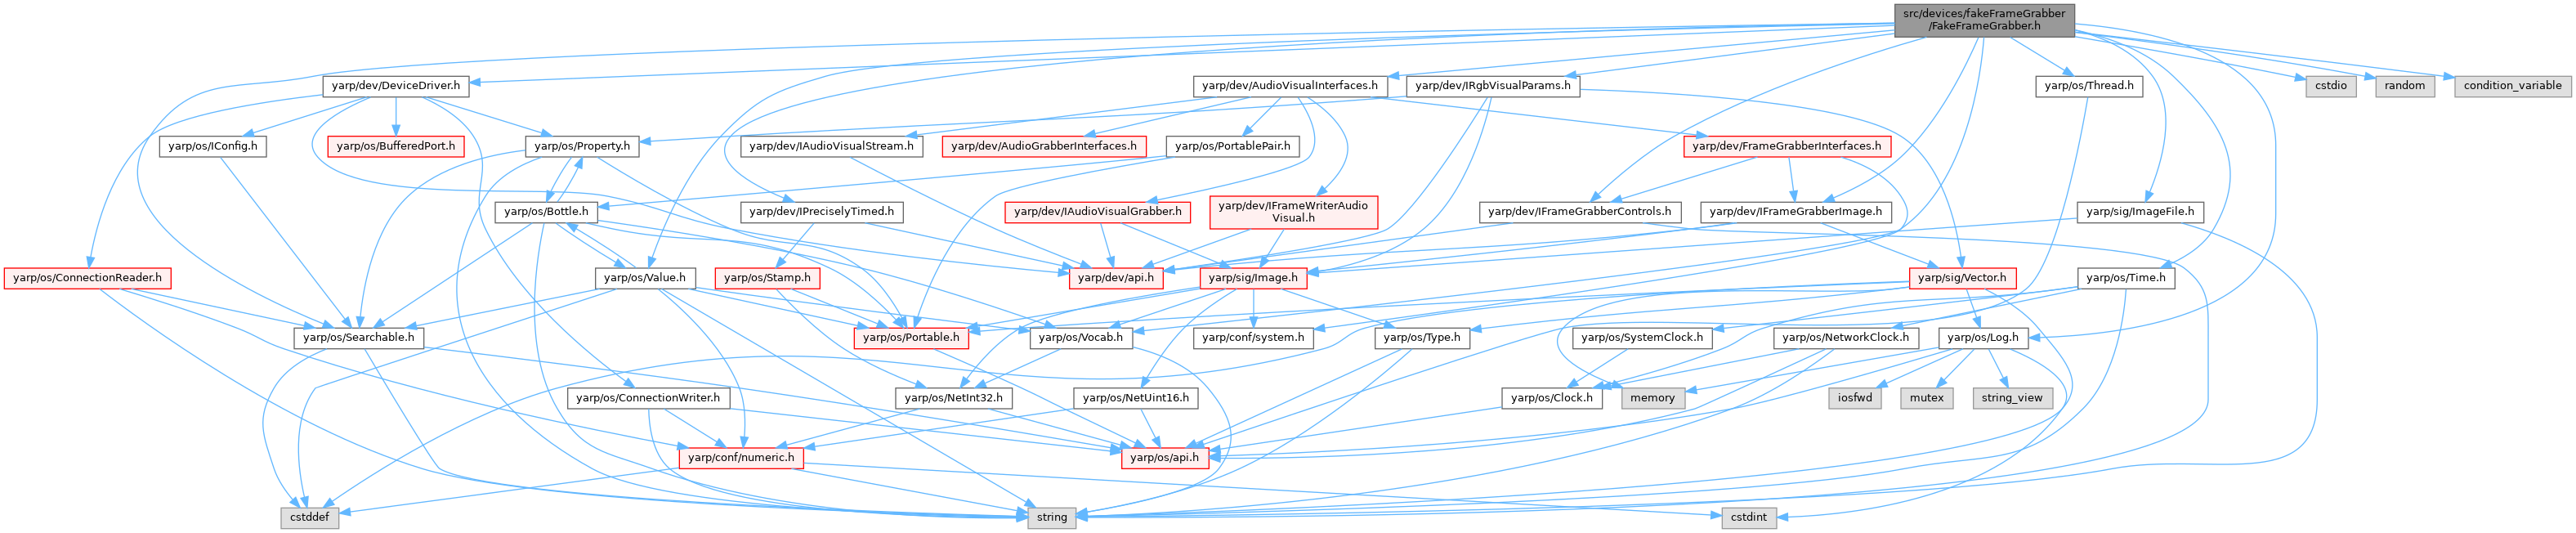 src/devices/fakeFrameGrabber
/FakeFrameGrabber.h
yarp/dev/DeviceDriver.h
yarp/dev/AudioVisualInterfaces.h
yarp/dev/IRgbVisualParams.h
yarp/os/Thread.h
cstdio
random
condition_variable
yarp/os/IConfig.h
yarp/os/BufferedPort.h
yarp/os/Property.h
yarp/dev/IAudioVisualStream.h
yarp/dev/AudioGrabberInterfaces.h
yarp/os/PortablePair.h
yarp/dev/FrameGrabberInterfaces.h
yarp/os/Bottle.h
yarp/dev/IPreciselyTimed.h
yarp/dev/IAudioVisualGrabber.h
yarp/dev/IFrameWriterAudio
Visual.h
yarp/dev/IFrameGrabberControls.h
yarp/dev/IFrameGrabberImage.h
yarp/sig/ImageFile.h
yarp/os/ConnectionReader.h
yarp/os/Value.h
yarp/os/Stamp.h
yarp/dev/api.h
yarp/sig/Image.h
yarp/sig/Vector.h
yarp/os/Time.h
yarp/os/Searchable.h
yarp/os/Portable.h
yarp/os/Vocab.h
yarp/conf/system.h
yarp/os/Type.h
yarp/os/SystemClock.h
yarp/os/NetworkClock.h
yarp/os/Log.h
yarp/os/ConnectionWriter.h
yarp/os/NetInt32.h
yarp/os/NetUint16.h
yarp/os/Clock.h
memory
iosfwd
mutex
string_view
yarp/conf/numeric.h
yarp/os/api.h
cstddef
string
cstdint